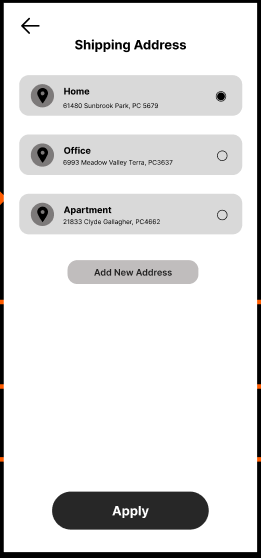 Shipping Address
Home
61480 Sunbrook Park, PC 5679
Office
6993 Meadow Valley Terra, PC3637
Apartment
21833 Clyde Gallagher, PC4662
Add New Address
Apply